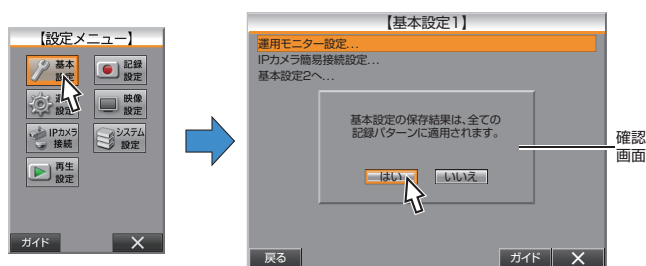 【設定メニュー】
基本
設定
記録
設定
設定
映像
設定
IPカメラ
接続
システム
設定
再生
設定
ガイド
【基本設定1】
運用モニター設定...
IPカメラ簡易接続設定...
基本設定2へ...
基本設定の保存結果は、全ての
記録パターンに適用されます。
はい
いいえ
確認
画面
戻る
ガイド